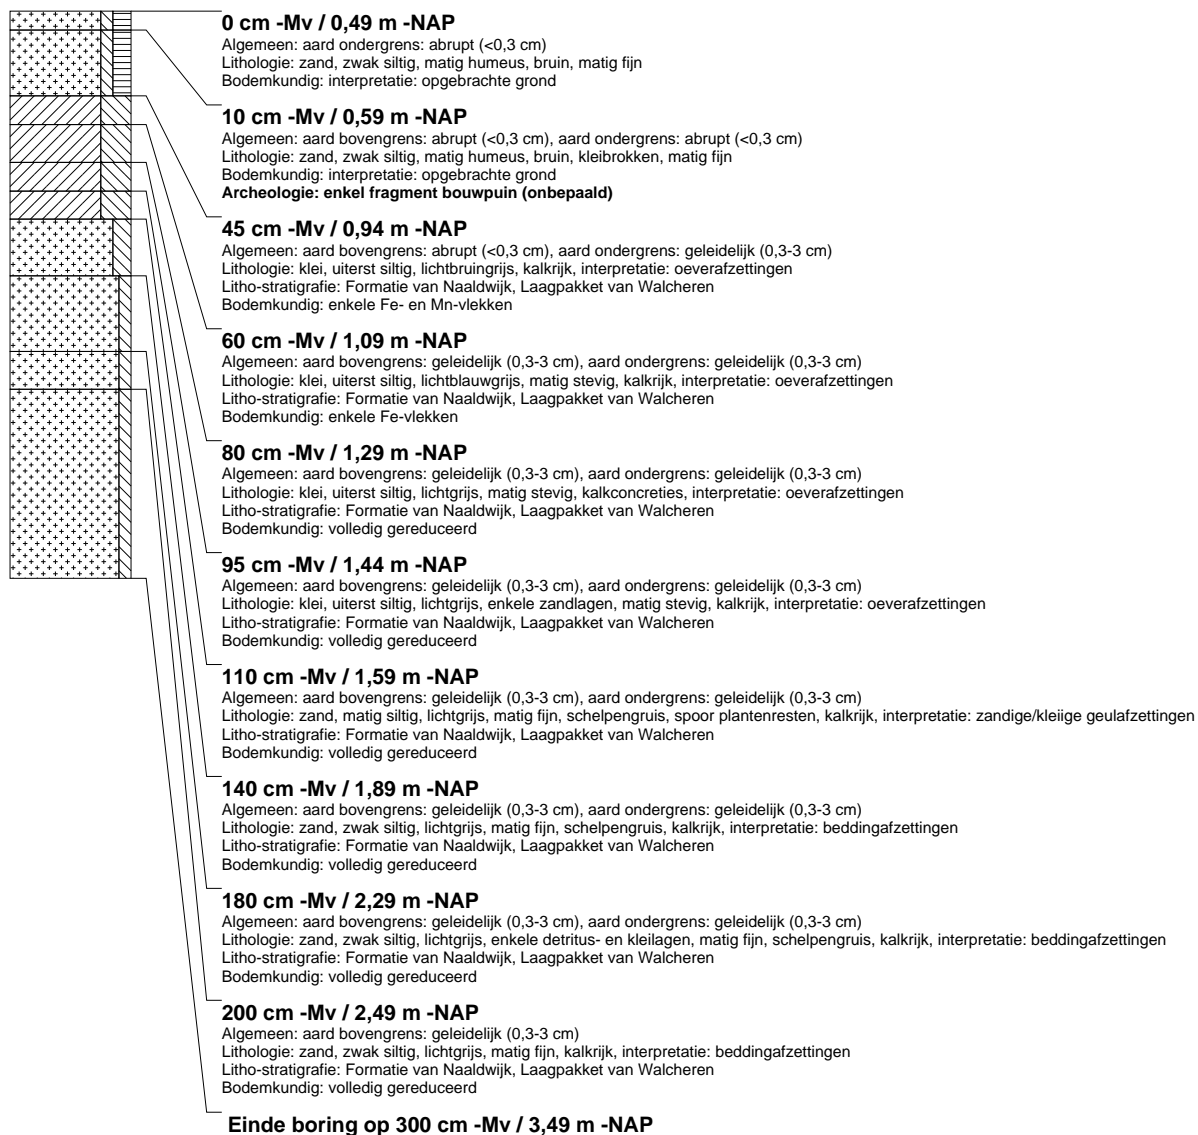 0 cm -Mv / 0,49 m -NAP
Algemeen: aard ondergrens: abrupt (<0,3 cm)
Lithologie: zand, zwak siltig, matig humeus, bruin, matig fijn
Bodemkundig: interpretatie: opgebrachte grond
10 cm -Mv / 0,59 m -NAP
Algemeen: aard bovengrens: abrupt (<0,3 cm), aard ondergrens: abrupt (<0,3 cm)
Lithologie: zand, zwak siltig, matig humeus, bruin, kleibrokken, matig fijn
Bodemkundig: interpretatie: opgebrachte grond
Archeologie: enkel fragment bouwpuin (onbepaald)
45 cm -Mv / 0,94 m -NAP
Algemeen: aard bovengrens: abrupt (<0,3 cm), aard ondergrens: geleidelijk (0,3-3 cm)
Lithologie: klei, uiterst siltig, lichtbruingrijs, kalkrijk, interpretatie: oeverafzettingen
Litho-stratigrafie: Formatie van Naaldwijk, Laagpakket van Walcheren
Bodemkundig: enkele Fe- en Mn-vlekken
60 cm -Mv / 1,09 m -NAP
Algemeen: aard bovengrens: geleidelijk (0,3-3 cm), aard ondergrens: geleidelijk (0,3-3 cm)
Lithologie: klei, uiterst siltig, lichtblauwgrijs, matig stevig, kalkrijk, interpretatie: oeverafzettingen
Litho-stratigrafie: Formatie van Naaldwijk, Laagpakket van Walcheren
Bodemkundig: enkele Fe-vlekken
80 cm -Mv / 1,29 m -NAP
Algemeen: aard bovengrens: geleidelijk (0,3-3 cm), aard ondergrens: geleidelijk (0,3-3 cm)
Lithologie: klei, uiterst siltig, lichtgrijs, matig stevig, kalkconcreties, interpretatie: oeverafzettingen
Litho-stratigrafie: Formatie van Naaldwijk, Laagpakket van Walcheren
Bodemkundig: volledig gereduceerd
95 cm -Mv / 1,44 m -NAP
Algemeen: aard bovengrens: geleidelijk (0,3-3 cm), aard ondergrens: geleidelijk (0,3-3 cm)
Lithologie: klei, uiterst siltig, lichtgrijs, enkele zandlagen, matig stevig, kalkrijk, interpretatie: oeverafzettingen
Litho-stratigrafie: Formatie van Naaldwijk, Laagpakket van Walcheren
Bodemkundig: volledig gereduceerd
110 cm -Mv / 1,59 m -NAP
Algemeen: aard bovengrens: geleidelijk (0,3-3 cm), aard ondergrens: geleidelijk (0,3-3 cm)
Lithologie: zand, matig siltig, lichtgrijs, matig fijn, schelpengruis, spoor plantenresten, kalkrijk, interpretatie: zandige/kleiige geulafzettingen
Litho-stratigrafie: Formatie van Naaldwijk, Laagpakket van Walcheren
Bodemkundig: volledig gereduceerd
140 cm -Mv / 1,89 m -NAP
Algemeen: aard bovengrens: geleidelijk (0,3-3 cm), aard ondergrens: geleidelijk (0,3-3 cm)
Lithologie: zand, zwak siltig, lichtgrijs, matig fijn, schelpengruis, kalkrijk, interpretatie: beddingafzettingen
Litho-stratigrafie: Formatie van Naaldwijk, Laagpakket van Walcheren
Bodemkundig: volledig gereduceerd
180 cm -Mv / 2,29 m -NAP
Algemeen: aard bovengrens: geleidelijk (0,3-3 cm), aard ondergrens: geleidelijk (0,3-3 cm)
Lithologie: zand, zwak siltig, lichtgrijs, enkele detritus- en kleilagen, matig fijn, schelpengruis, kalkrijk, interpretatie: beddingafzettingen
Litho-stratigrafie: Formatie van Naaldwijk, Laagpakket van Walcheren
Bodemkundig: volledig gereduceerd
200 cm -Mv / 2,49 m -NAP
Algemeen: aard bovengrens: geleidelijk (0,3-3 cm)
Lithologie: zand, zwak siltig, lichtgrijs, matig fijn, kalkrijk, interpretatie: beddingafzettingen
Litho-stratigrafie: Formatie van Naaldwijk, Laagpakket van Walcheren
Bodemkundig: volledig gereduceerd
Einde boring op 300 cm -Mv / 3,49 m -NAP